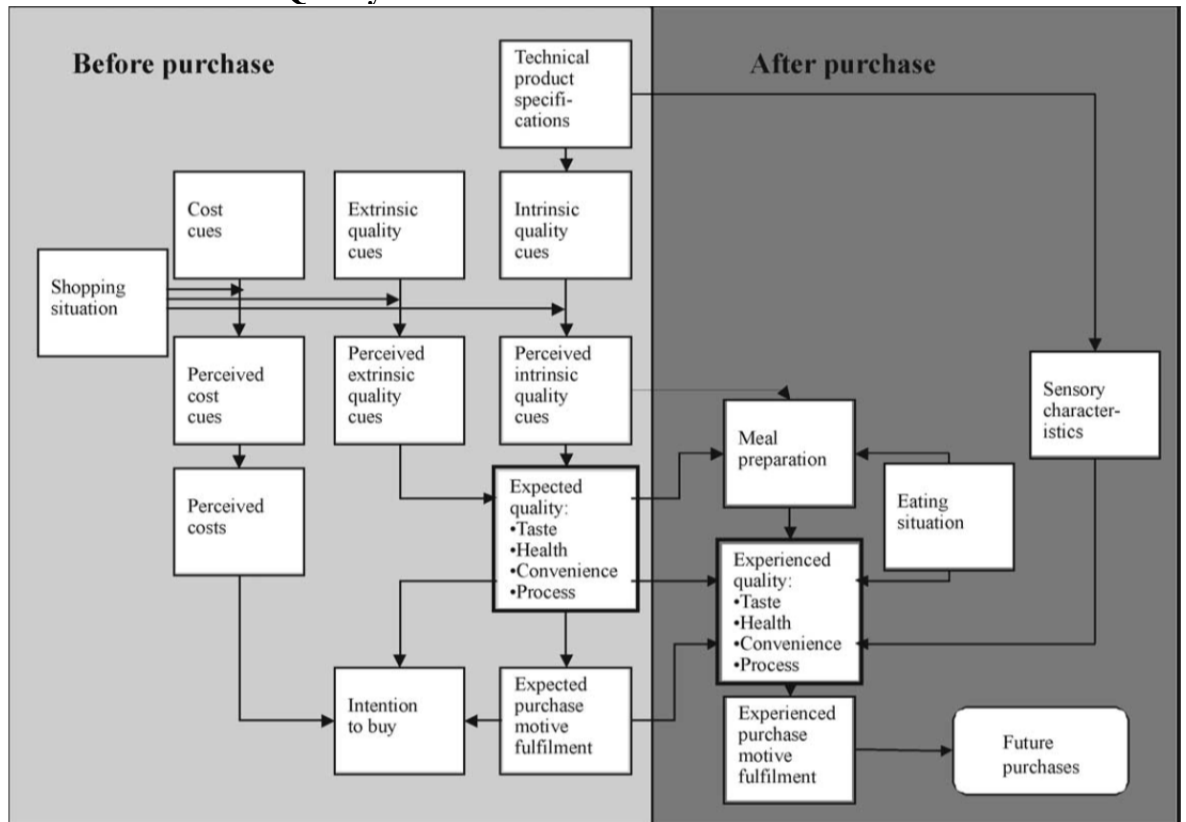 Before purchase
After purchase
Technical
product
specifi-
cations
Cost
cues
Extrinsic
quality
cues
Intrinsic
quality
cues
Shopping
situation
Perceived
cost
cues
Perceived
extrinsic
quality
cues
Perceived
intrinsic
quality
cues
Sensory
character-
istics
Meal
preparation
Perceived
costs
Expected
quality:
•Taste
•Health
•Convenience
•Process
Eating
situation
Experienced
quality:
•Taste
•Health
•Convenience
•Process
Intention
to buy
Expected
purchase
motive
fulfilment
Experienced
purchase
motive
fulfilment
Future
purchases